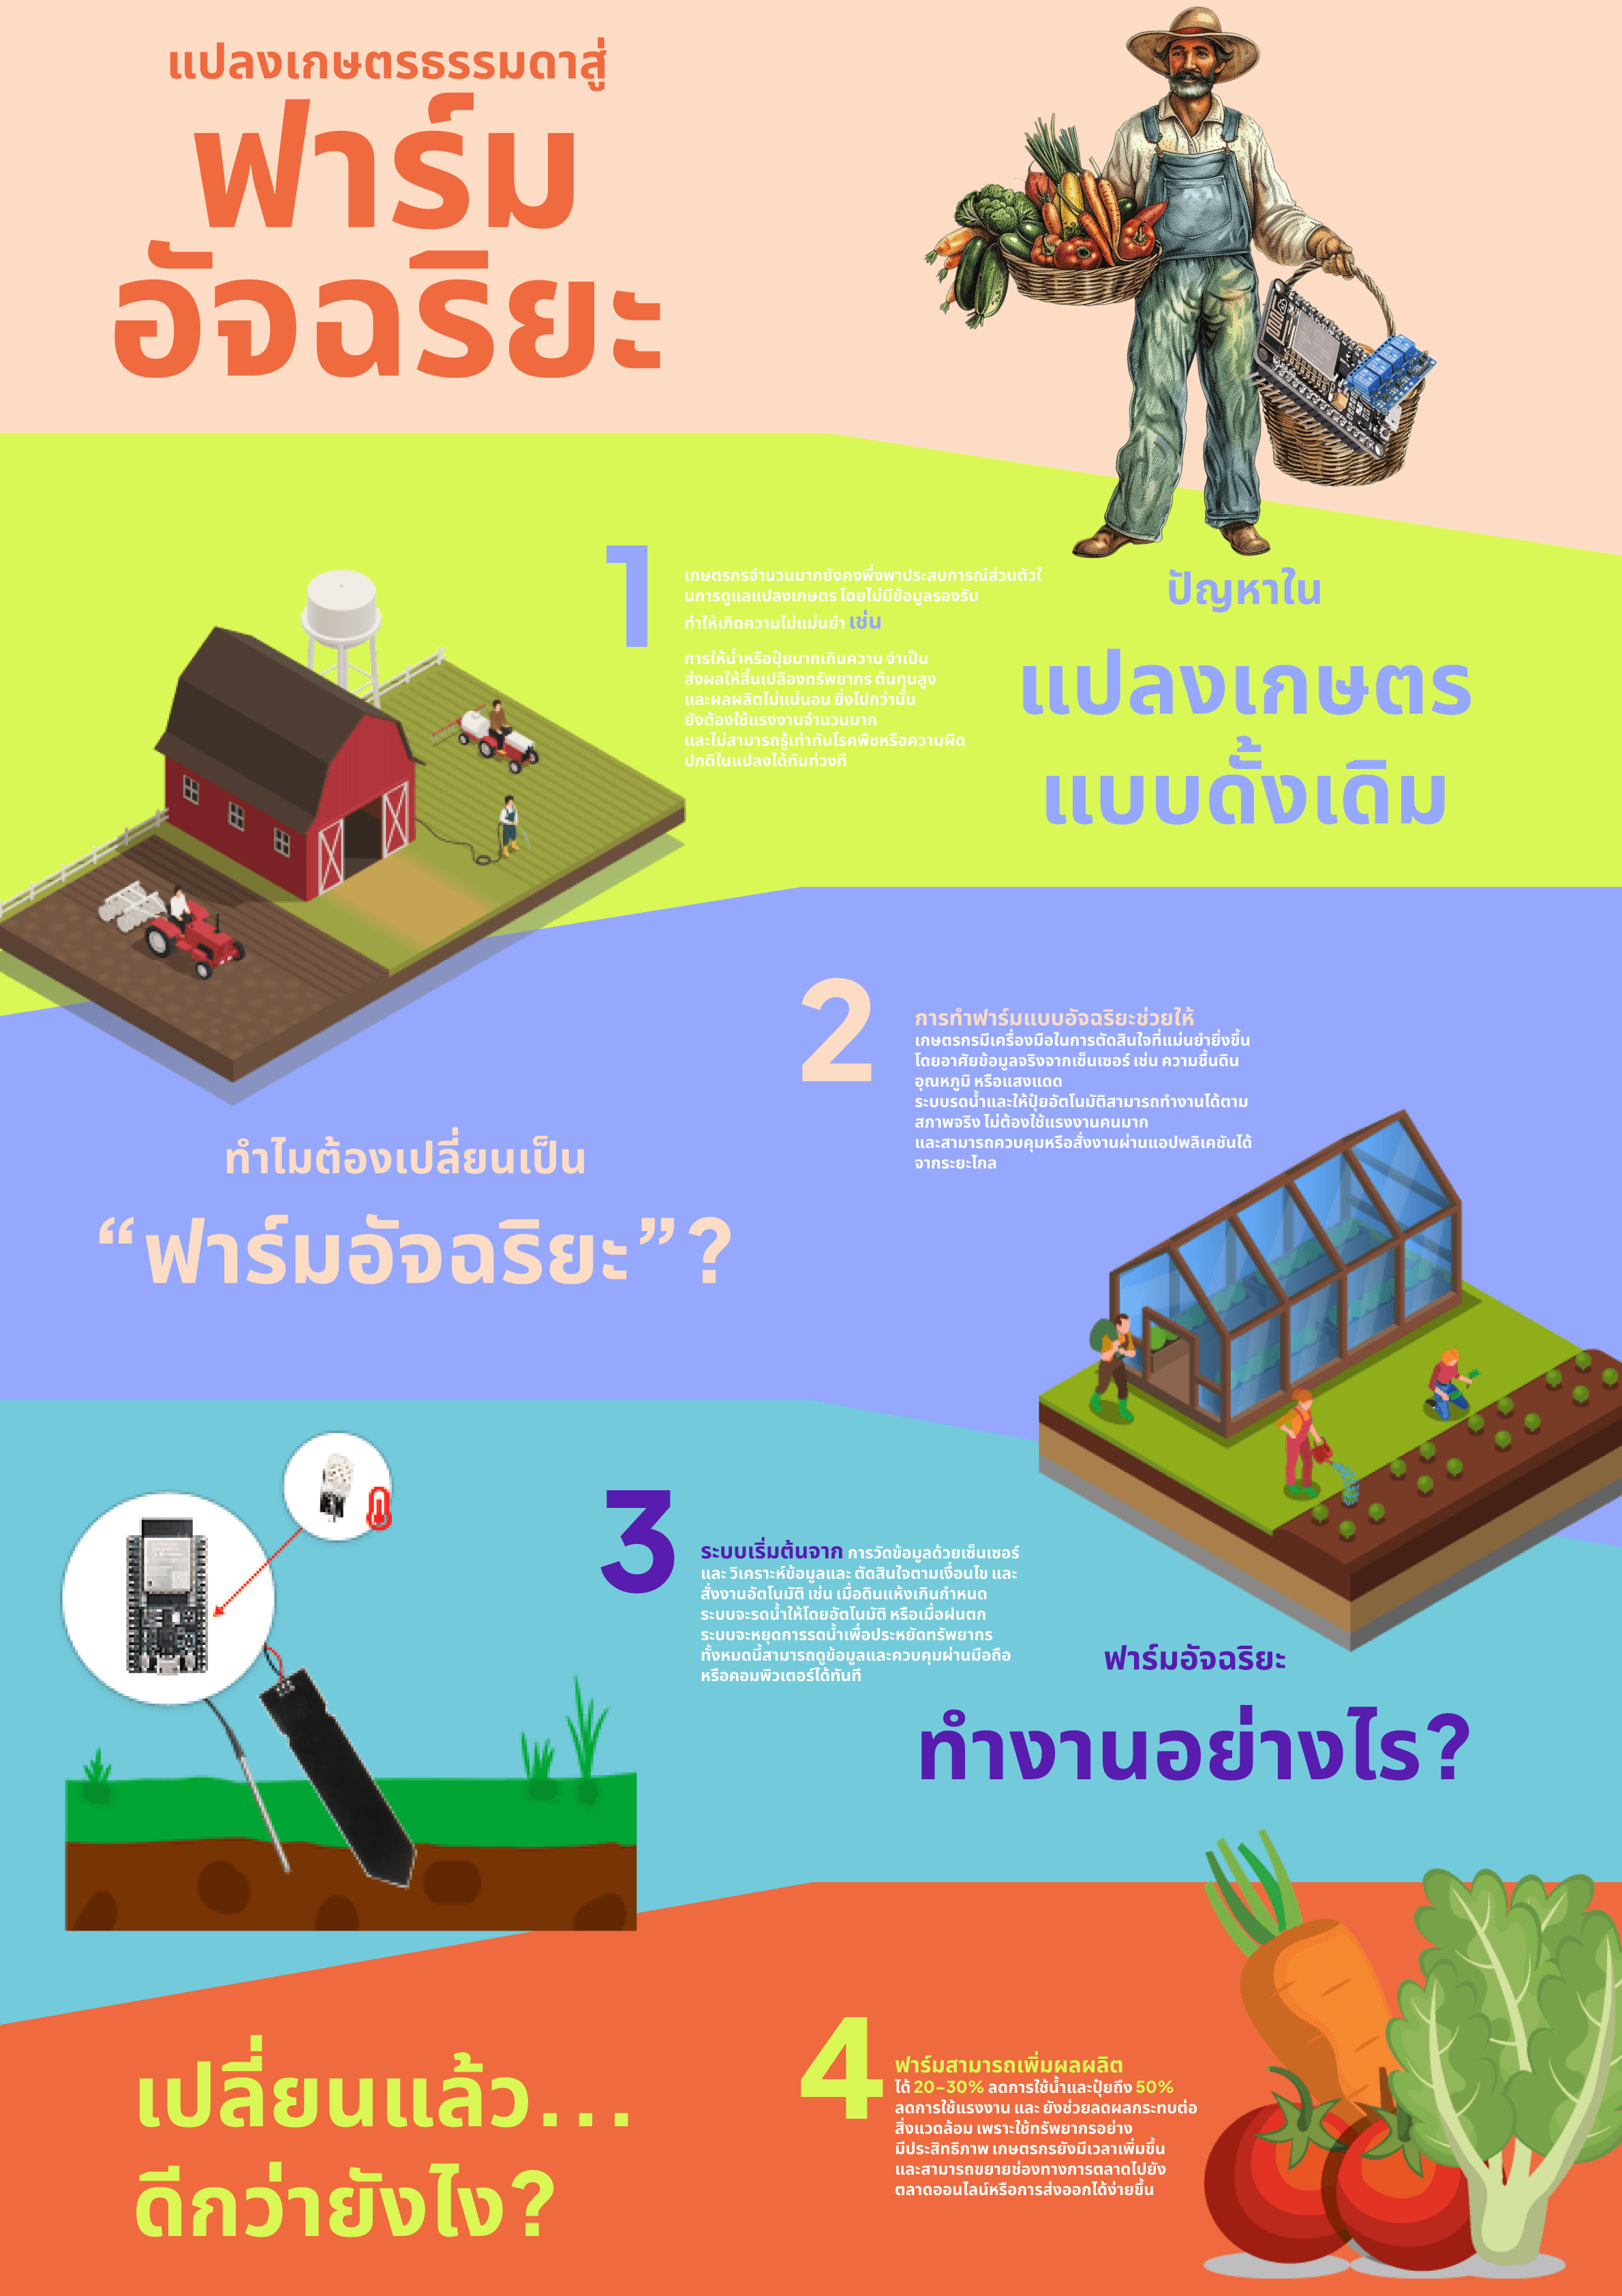 แปลงเกษตรธรรมดาสู่
ฟาร์ม
อัจฉริยะ
1
เกษตรกรจำนวนมากยังคงพึ่งพาประสบการณ์ส่วนตัวใ
นการดูแลแปลงเกษตร โดยไม่มีข้อมูลรองรับ
ทำให้เกิดความไม่แม่นยำ เช่น
การให้น้ำหรือปุ๋ยมากเกินความ จำเป็น
ส่งผลให้สิ้นเปลืองทรัพยากร ต้นทุนสูง
และผลผลิตไม่แน่นอน ยิ่งไปกว่านั้น
ยังต้องใช้แรงงานจำนวนมาก
และไม่สามารถรู้เท่าทันโรคพืชหรือความผิด
ปกติในแปลงได้ทันท่วงที
ปัญหาใน
แปลงเกษตร
แบบดั้งเดิม
2
การทำฟาร์มแบบอัจฉริยะช่วยให้
เกษตรกรมีเครื่องมือในการตัดสินใจที่แม่นยำยิ่งขึ้น
โดยอาศัยข้อมูลจริงจากเซ็นเซอร์ เช่น ความชื้นดิน
อุณหภูมิ หรือแสงแดด
ระบบรดน้ำและให้ปุ๋ยอัตโนมัติสามารถทำงานได้ตาม
สภาพจริง ไม่ต้องใช้แรงงานคนมาก
และสามารถควบคุมหรือสั่งงานผ่านแอปพลิเคชันได้
จากระยะไกล
ทำไมต้องเปลี่ยนเป็น
“ฟาร์มอัจฉริยะ”?
3
ระบบเริ่มต้นจาก การวัดข้อมูลด้วยเซ็นเซอร์
และ วิเคราะห์ข้อมูลและ ตัดสินใจตามเงื่อนไข และ
สั่งงานอัตโนมัติ เช่น เมื่อดินแห้งเกินกำหนด
ระบบจะรดน้ำให้โดยอัตโนมัติ หรือเมื่อฝนตก
ระบบจะหยุดการรดน้ำเพื่อประหยัดทรัพยากร
ทั้งหมดนี้สามารถดูข้อมูลและควบคุมผ่านมือถือ
หรือคอมพิวเตอร์ได้ทันที
ฟาร์มอัจฉริยะ
ทำงานอย่างไร?
เปลี่ยนแล้ว...
ดีกว่ายังไง?
4
ฟาร์มสามารถเพิ่มผลผลิต
ได้ 20–30% ลดการใช้น้ำและปุ๋ยถึง 50%
ลดการใช้แรงงาน และ ยังช่วยลดผลกระทบต่อ
สิ่งแวดล้อม เพราะใช้ทรัพยากรอย่าง
มีประสิทธิภาพ เกษตรกรยังมีเวลาเพิ่มขึ้น
และสามารถขยายช่องทางการตลาดไปยัง
ตลาดออนไลน์หรือการส่งออกได้ง่ายขึ้น